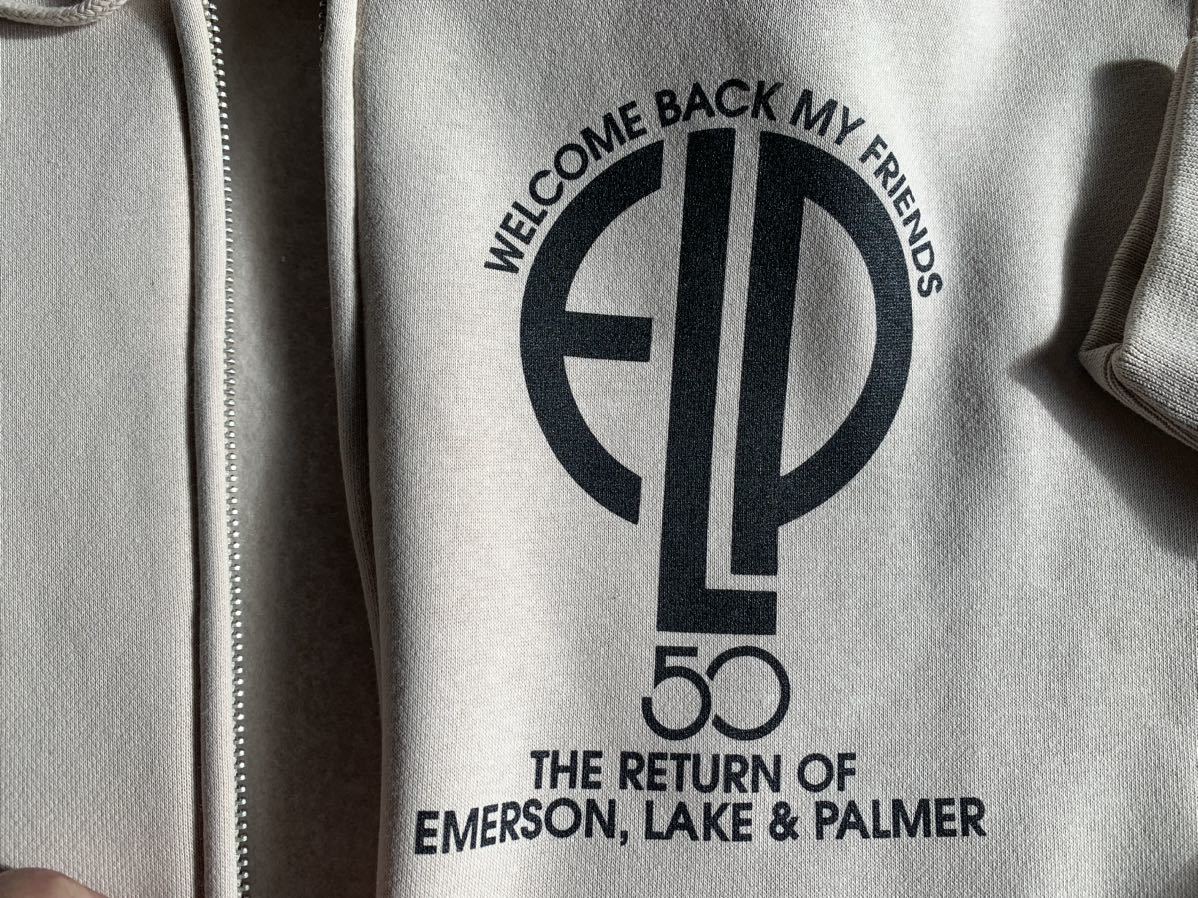 WELCOME BACK MY FRIENDS
ELP
50
THE RETURN OF
EMERSON, LAKE & PALMER